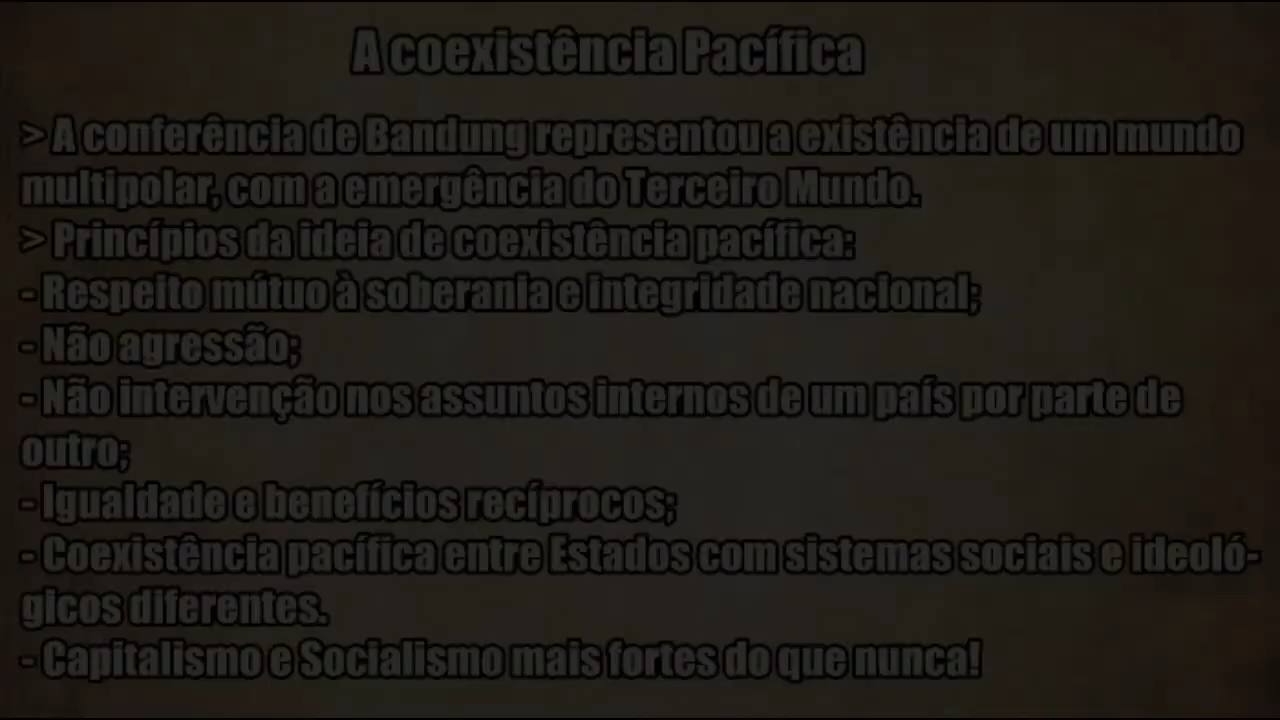 A coexistência Pacífica
> A conferência de Bandung representou a existência de um mundo
multipolar, com a emergência do Terceiro Mundo.
> Princípios da ideia de coexistência pacífica:
- Respeito mútuo à soberania e integridade nacional;
- Não agressão;
- Não intervenção nos assuntos internos de um país por parte de
outro;
- Igualdade e benefícios recíprocos;
- Coexistência pacífica entre Estados com sistemas sociais e ideoló-
gicos diferentes.
- Capitalismo e Socialismo mais fortes do que nunca!